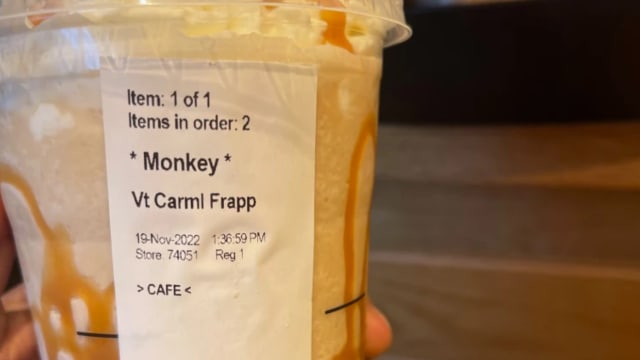 Item: 1 of 1
Items in order: 2
* Monkey *
Vt Carml Frapp
19-Nov-2022 1:36:59 PM
Store: 74051 Reg 1
> CAFE <